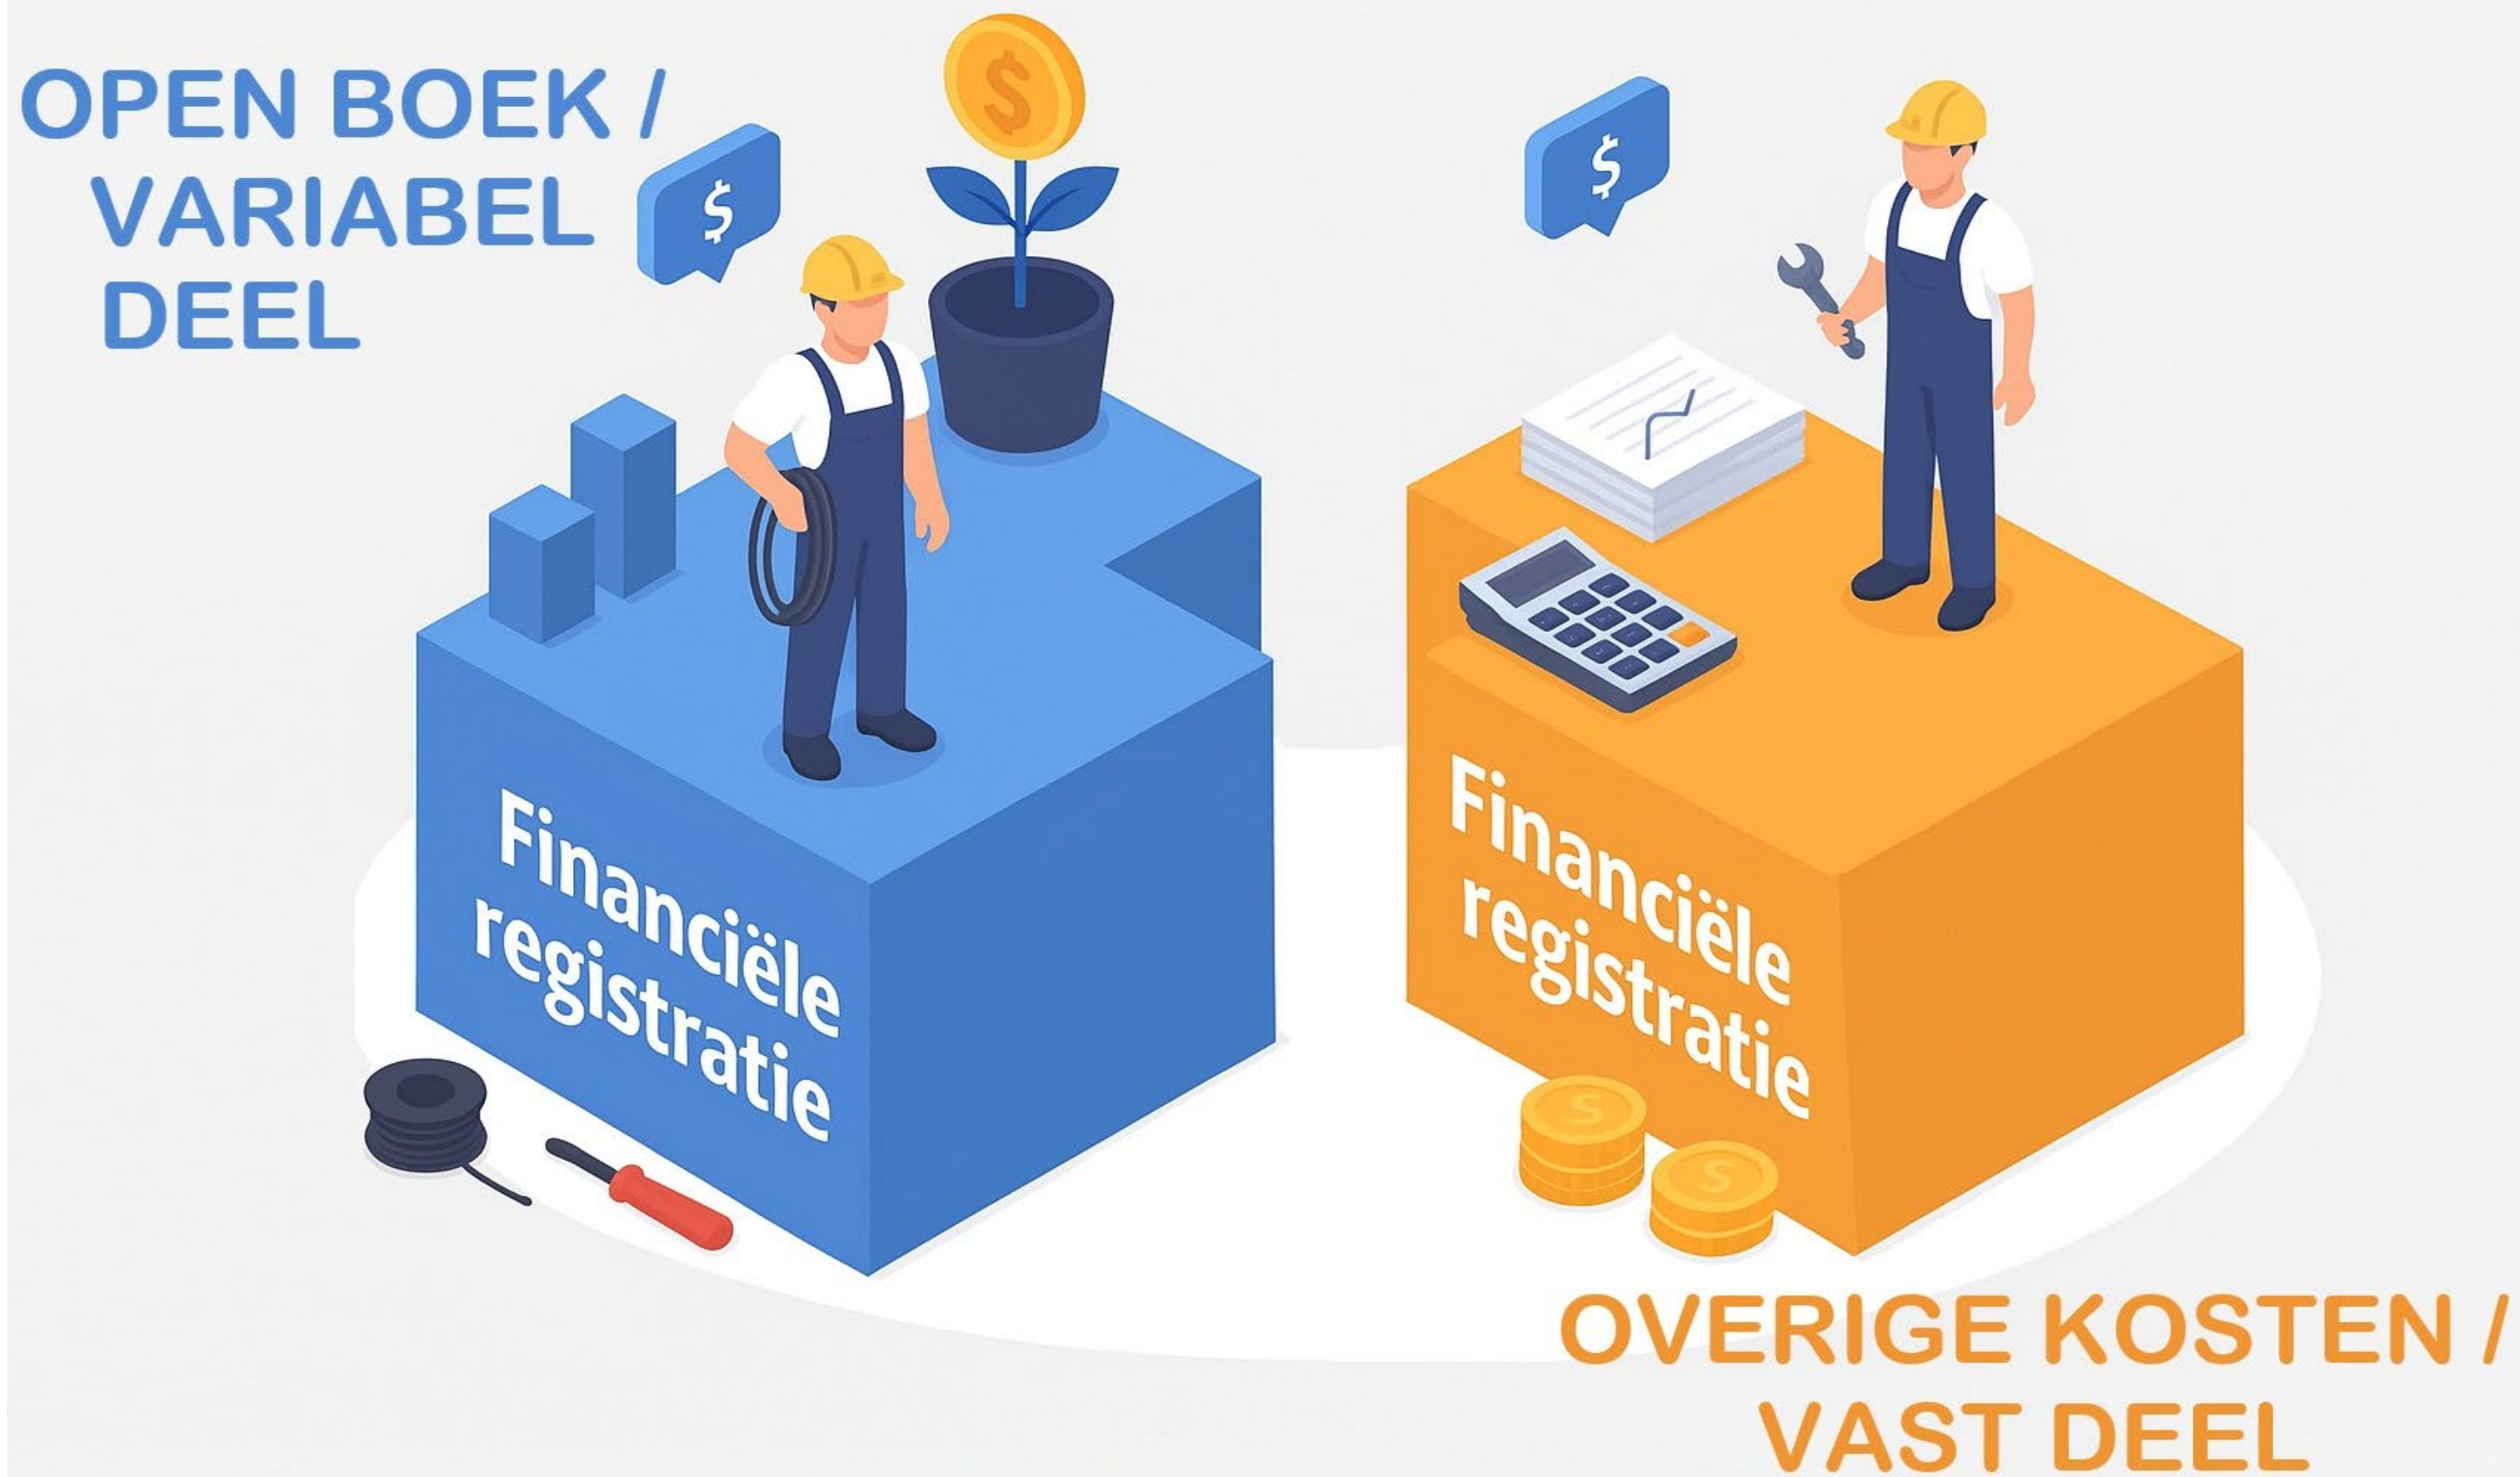 OPEN BOEK /
VARIABEL
DEEL
$
$
$
Financiële
registratie
Financiële
registratie
S
S
OVERIGE KOSTEN /
VAST DEEL